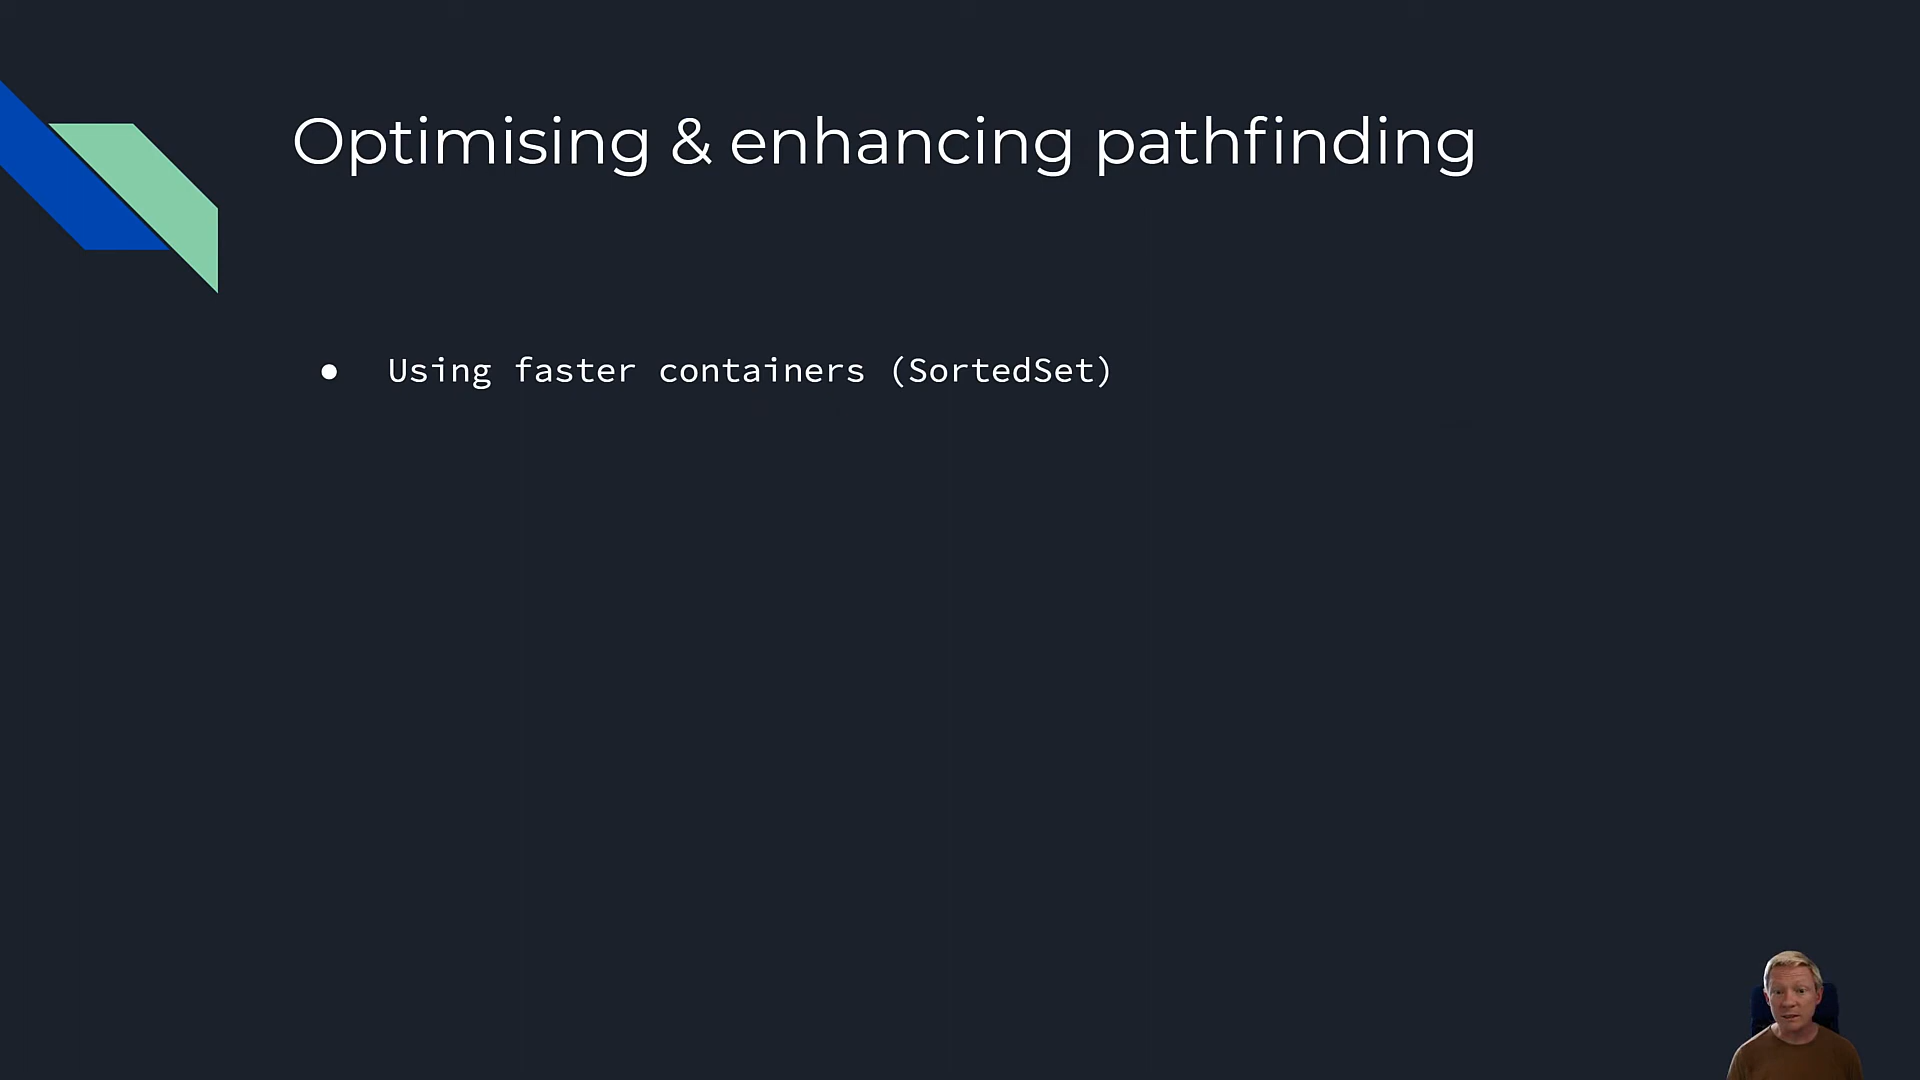 Optimising & enhancing pathfinding
● Using faster containers (SortedSet)